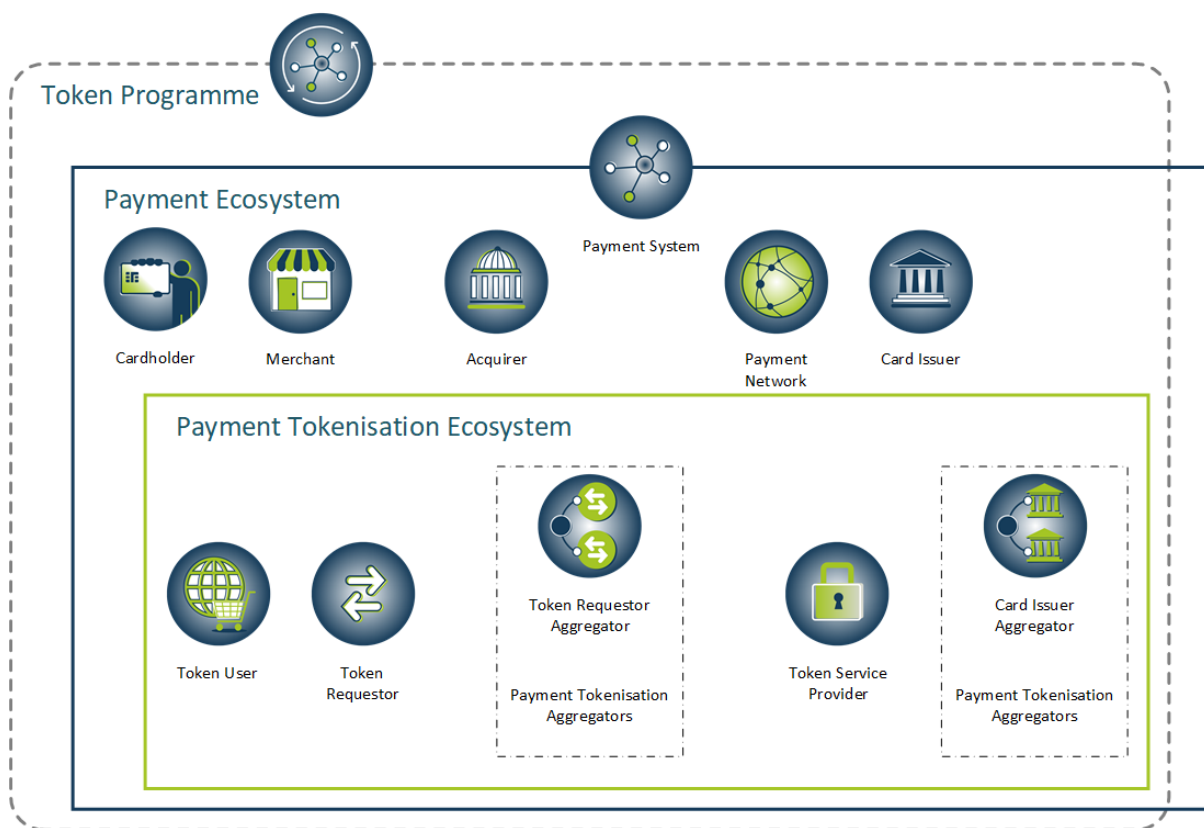 Token Programme
Payment Ecosystem
Payment System
Cardholder
Merchant
Acquirer
Payment
Network
Card Issuer
Payment Tokenisation Ecosystem
Token User
Token
Requestor
Token Requestor
Aggregator
Payment Tokenisation
Aggregators
Token Service
Provider
Card Issuer
Aggregator
Payment Tokenisation
Aggregators